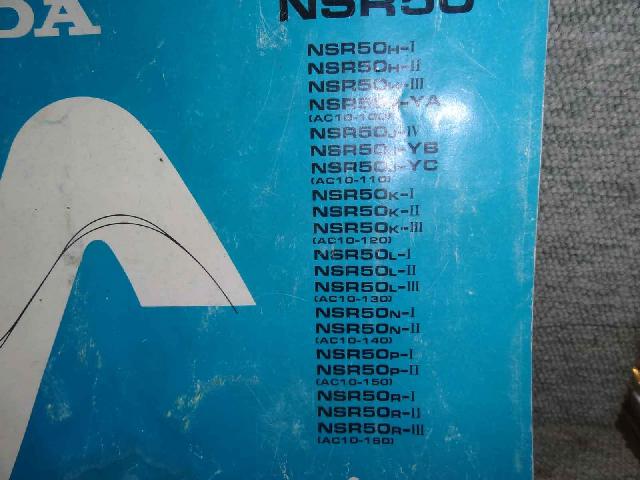 DA
NSR50
NSR50H-I
NSR50H-II
NSR50H-III
(AC10-100)
NSR50J-IV
NSR50J-YB
NSR50J-YC
(AC10-110)
NSR50K-I
NSR50K-II
NSR50K-III
(AC10-120)
NSR50L-I
NSR50L-II
NSR50L-III
(AC10-130)
NSR50N-I
NSR50N-II
(AC10-140)
NSR50P-I
NSR50P-II
(AC10-150)
NSR50R-I
NSR50R-II
NSR50R-III
(AC10-160)